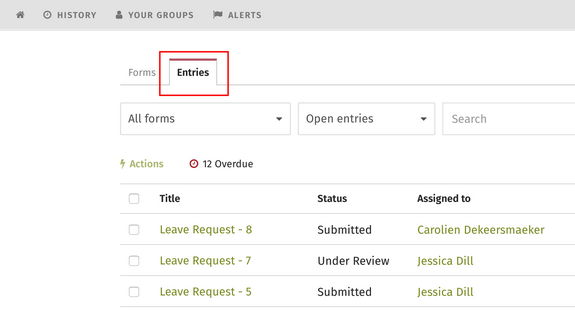 HISTORY YOUR GROUPS ALERTS
Forms Entries
All forms Open entries Search
Actions 12 Overdue
Title Status Assigned to
Leave Request - 8 Submitted Carolien Dekeersmaeker
Leave Request - 7 Under Review Jessica Dill
Leave Request - 5 Submitted Jessica Dill